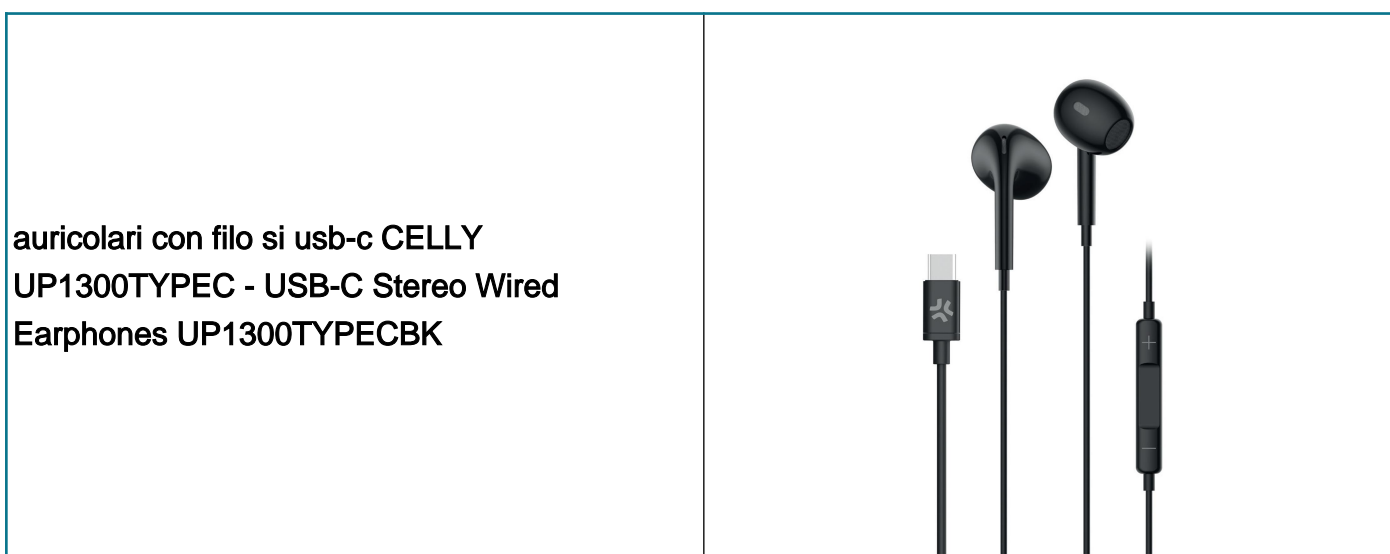 auricolari con filo si usb-c CELLY
UP1300TYPEC - USB-C Stereo Wired
Earphones UP1300TYPECBK